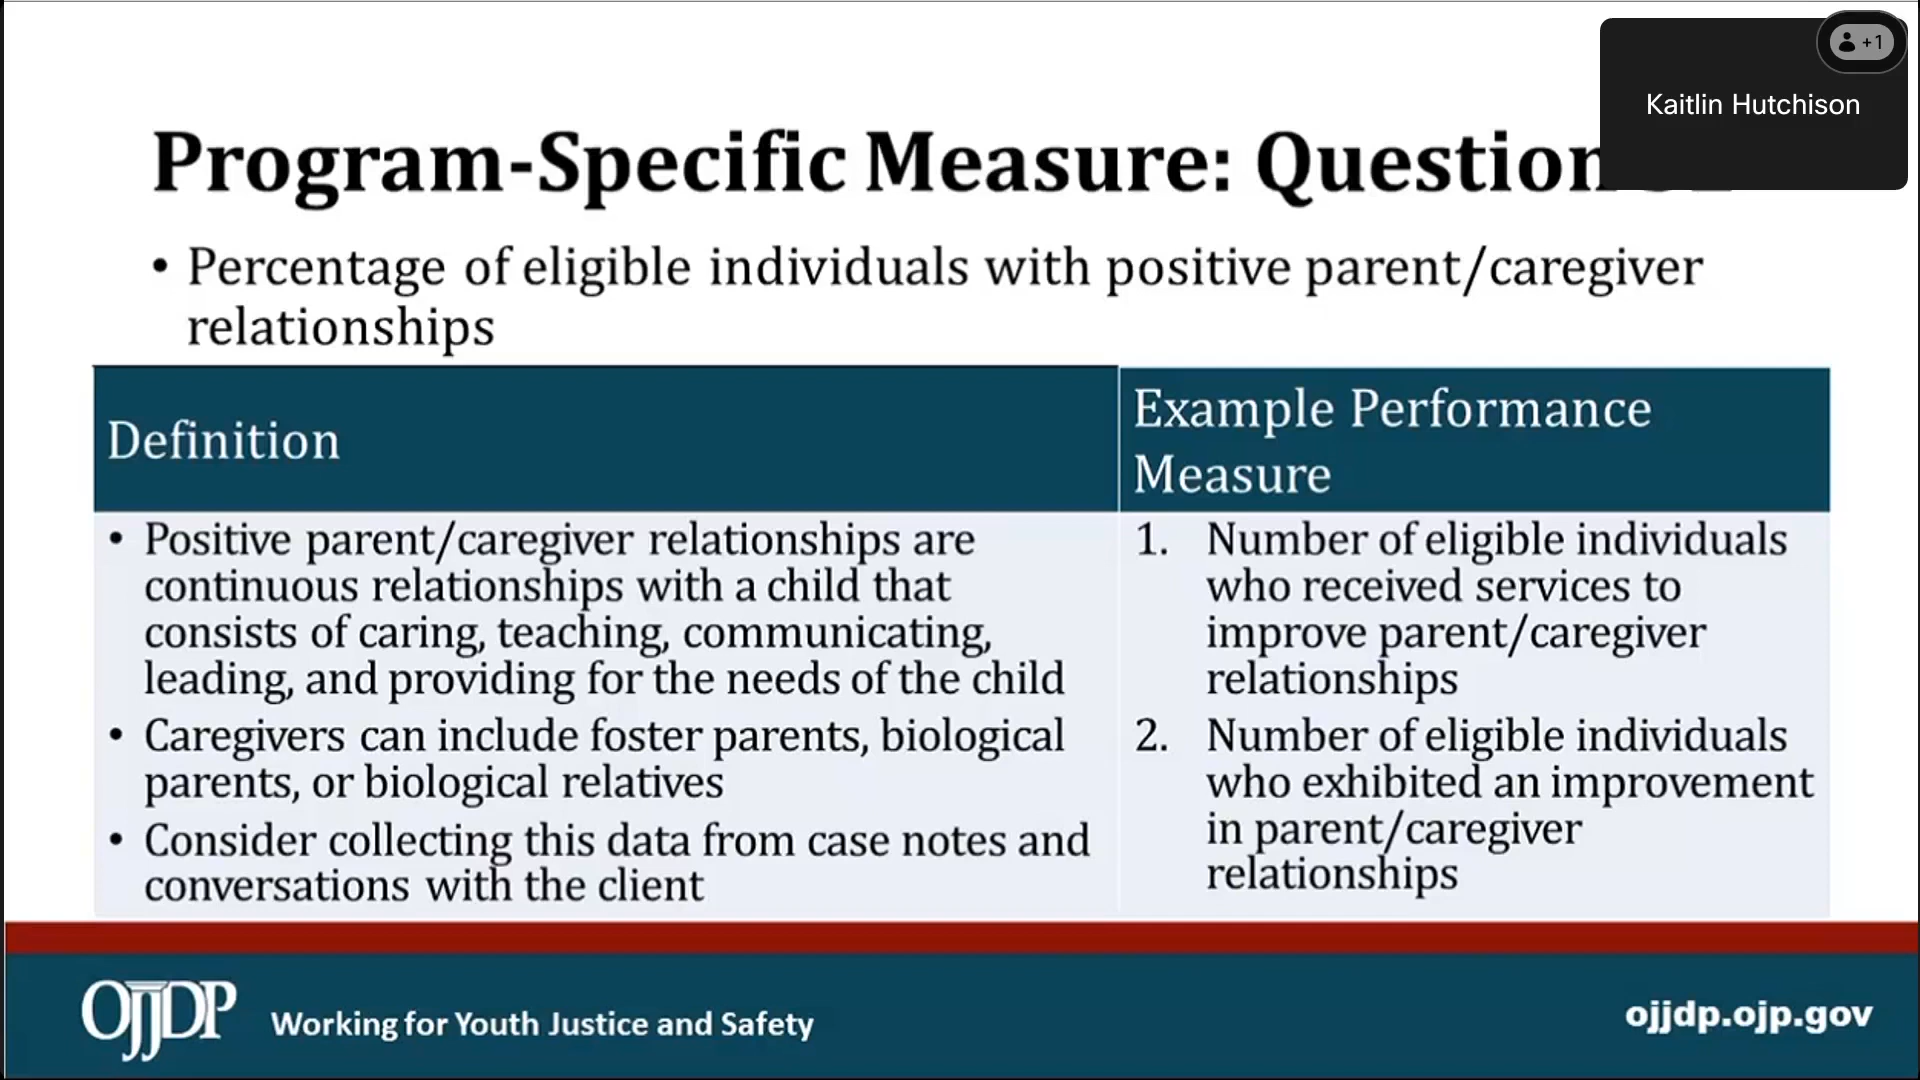 +1
Kaitlin Hutchison
Program-Specific Measure: Question
• Percentage of eligible individuals with positive parent/caregiver
relationships
Definition
Example Performance
Measure
• Positive parent/caregiver relationships are
continuous relationships with a child that
consists of caring, teaching, communicating,
leading, and providing for the needs of the child
• Caregivers can include foster parents, biological
parents, or biological relatives
• Consider collecting this data from case notes and
conversations with the client
1. Number of eligible individuals
who received services to
improve parent/caregiver
relationships
2. Number of eligible individuals
who exhibited an improvement
in parent/caregiver
relationships
OJJDP
Working for Youth Justice and Safety
ojjdp.ojp.gov